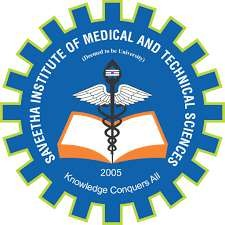 SAVEETHA INSTITUTE OF MEDICAL AND TECHNICAL SCIENCES
(Deemed to be University)
2005
Knowledge Conquers All